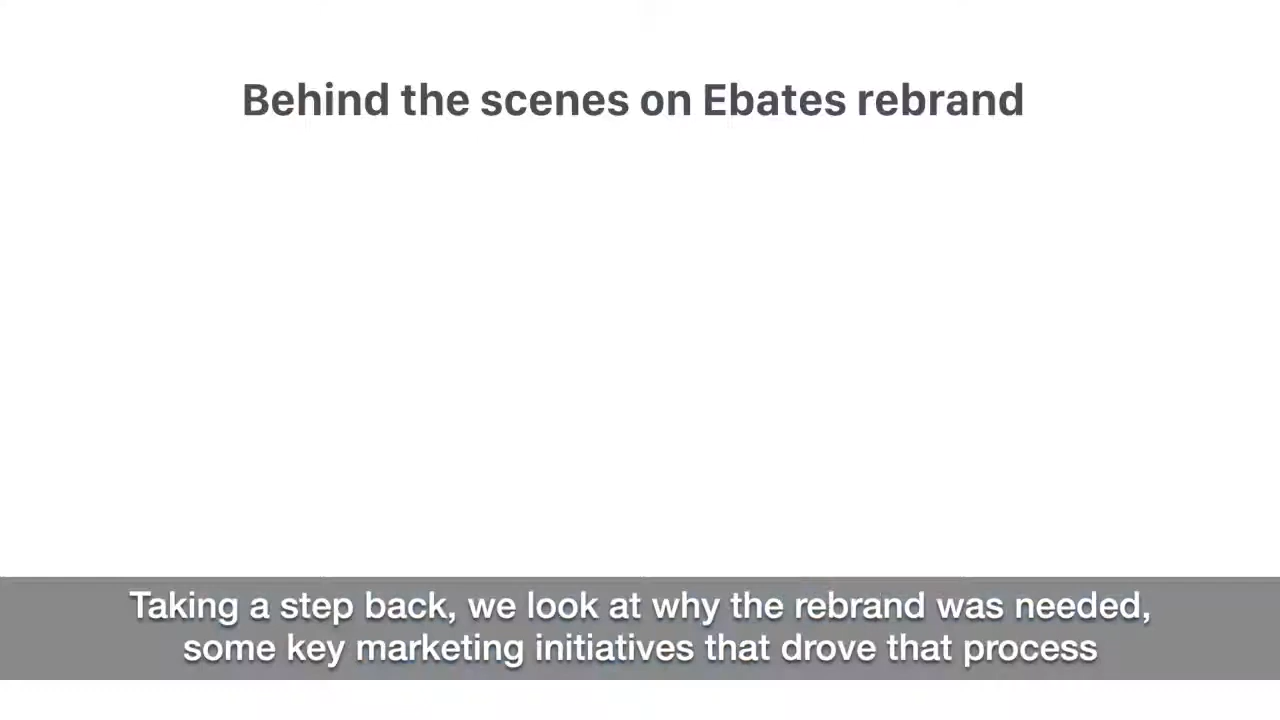 Behind the scenes on Ebates rebrand
Taking a step back, we look at why the rebrand was needed,
some key marketing initiatives that drove that process